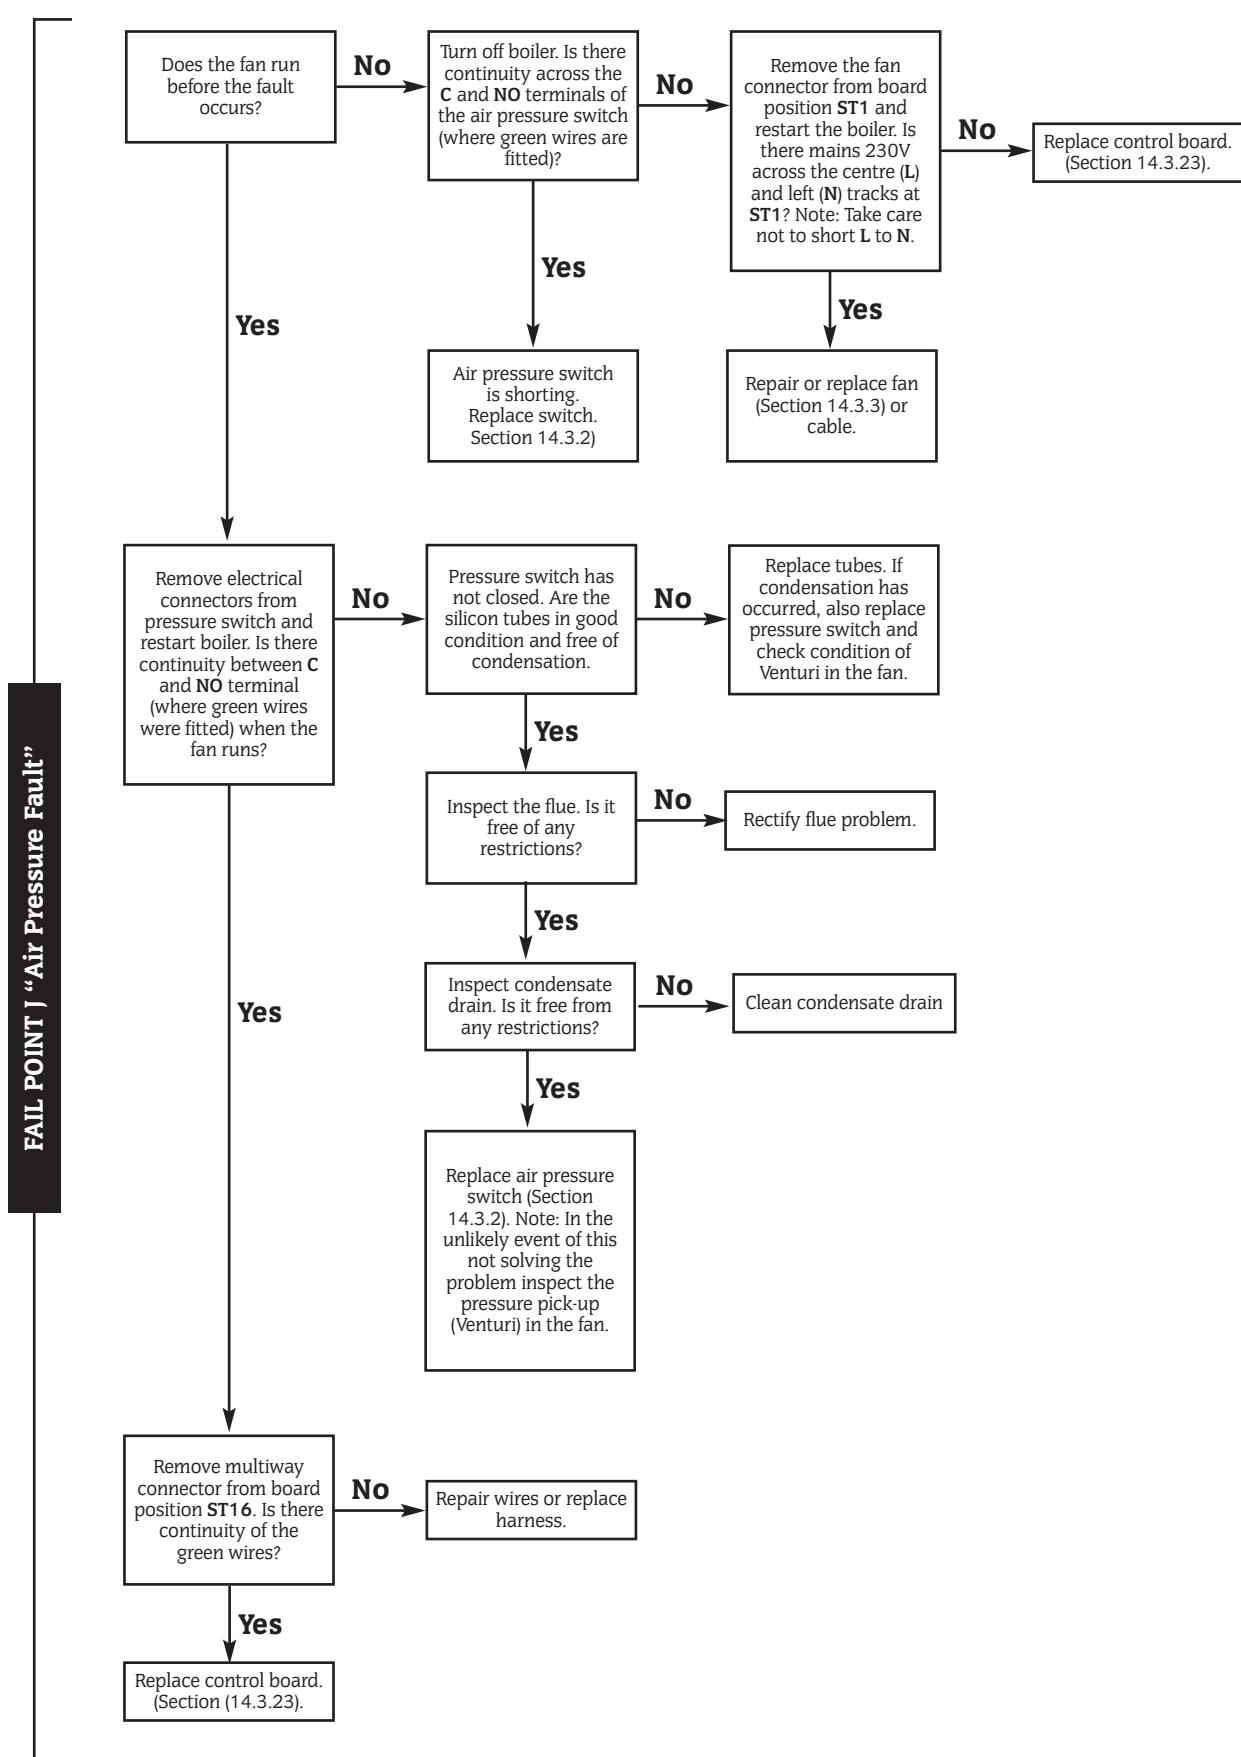 FAIL POINT J “Air Pressure Fault”
Does the fan run
before the fault
occurs?
No
Turn off boiler. Is there
continuity across the
C and NO terminals of
the air pressure switch
(where green wires are
fitted)?
No
Remove the fan
connector from board
position ST1 and
restart the boiler. Is
there mains 230V
across the centre (L)
and left (N) tracks at
ST1? Note: Take care
not to short L to N.
No
Replace control board.
(Section 14.3.23).
Yes
Yes
Yes
Air pressure switch
is shorting.
Replace switch.
Section 14.3.2)
Repair or replace fan
(Section 14.3.3) or
cable.
Remove electrical
connectors from
pressure switch and
restart boiler. Is there
continuity between C
and NO terminal
(where green wires
were fitted) when the
fan runs?
No
Pressure switch has
not closed. Are the
silicon tubes in good
condition and free of
condensation.
No
Replace tubes. If
condensation has
occurred, also replace
pressure switch and
check condition of
Venturi in the fan.
Yes
Inspect the flue. Is it
free of any
restrictions?
No
Rectify flue problem.
Yes
Inspect condensate
drain. Is it free from
any restrictions?
No
Clean condensate drain
Yes
Yes
Replace air pressure
switch (Section
14.3.2). Note: In the
unlikely event of this
not solving the
problem inspect the
pressure pick-up
(Venturi) in the fan.
Remove multiway
connector from board
position ST16. Is there
continuity of the
green wires?
No
Repair wires or replace
harness.
Yes
Replace control board.
(Section (14.3.23).